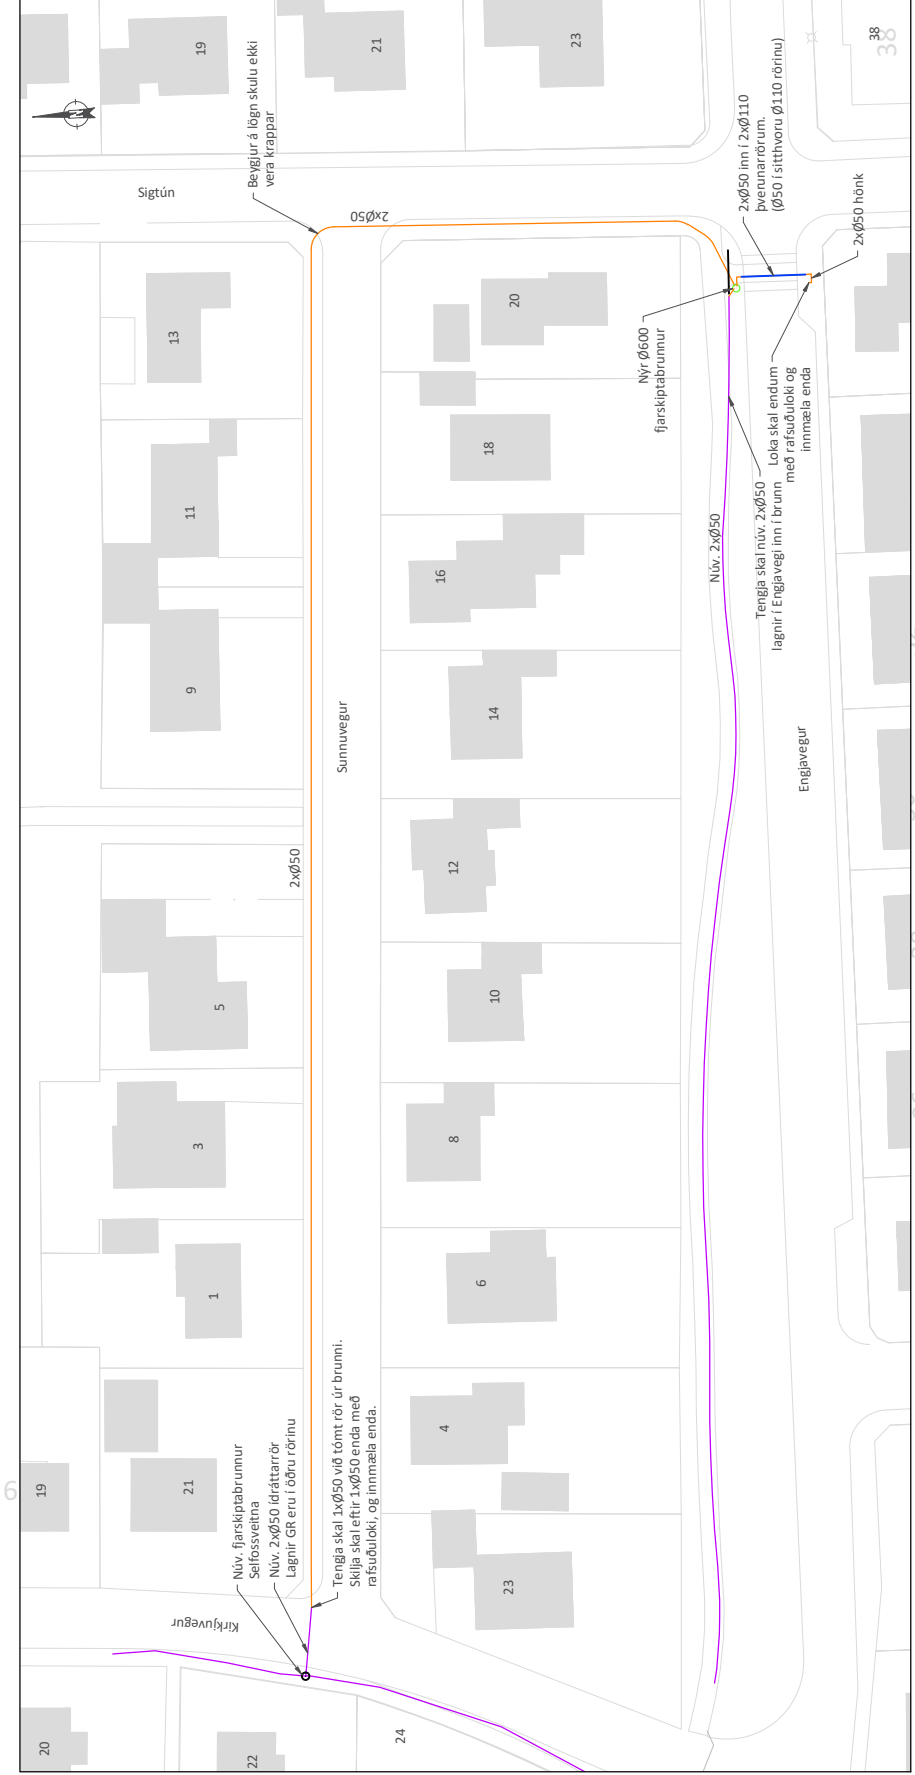 Kirkjuvegur
Sunnuvegur
Sigtún
Engjavegur
Núv. fjarskiptabrunnur
Selfossveitna
Núv. 2xØ50 ídráttarrör
Lagnir GR eru í öðru rörinu
Tengja skal 1xØ50 við tómt rör úr brunni.
Skilja skal eftir 1xØ50 enda með
rafsuðuloki, og innmæla enda.
2xØ50
Beygjur á lögn skulu ekki
vera krappar
2xØ50
Nýr Ø600
fjarskiptabrunnur
Núv. 2xØ50
Tengja skal núv. 2xØ50
lagnir í Engjavegi inn í brunn
Loka skal endum
með rafsuðuloki og
innmæla enda
2xØ50 inn í 2xØ110
þverunarrörum.
(Ø50 í sitthvoru Ø110 rörinu)
2xØ50 hönk
20
22
24
19
21
1
3
5
9
11
13
19
21
23
23
4
6
8
10
12
14
16
18
20
38
38